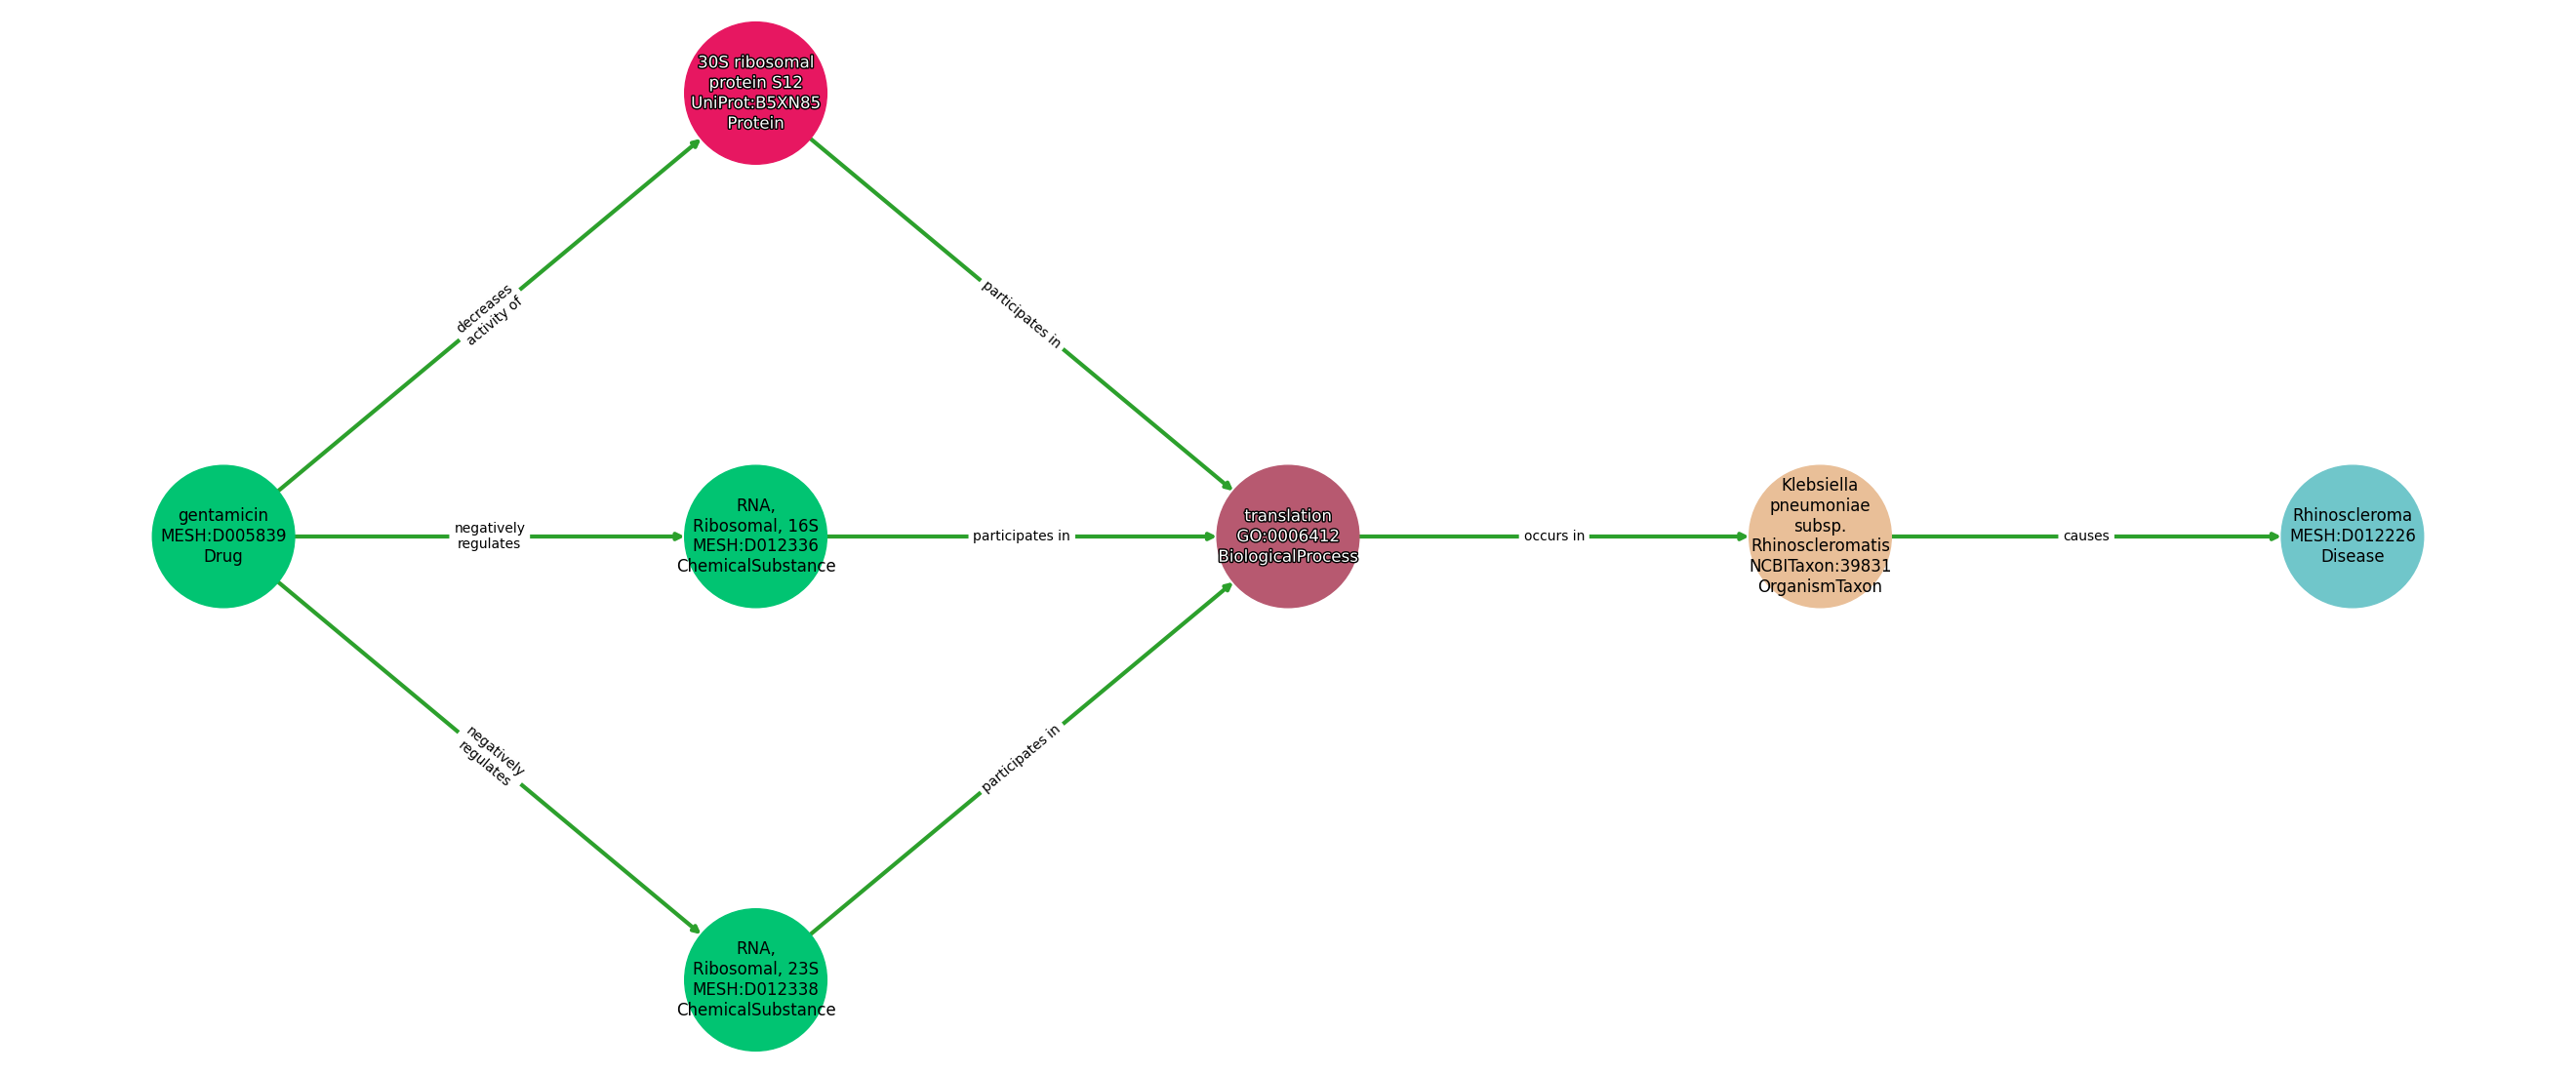 30S ribosomal
protein S12
UniProt:B5XN85
Protein
decreases
activity of
participates in
gentamicin
MESH:D005839
Drug
negatively
regulates
RNA,
Ribosomal, 16S
MESH:D012336
ChemicalSubstance
participates in
translation
GO:0006412
BiologicalProcess
occurs in
Klebsiella
pneumoniae
subsp.
Rhinoscleromatis
NCBITaxon:39831
OrganismTaxon
causes
Rhinoscleroma
MESH:D012226
Disease
negatively
regulates
participates in
RNA,
Ribosomal, 23S
MESH:D012338
ChemicalSubstance